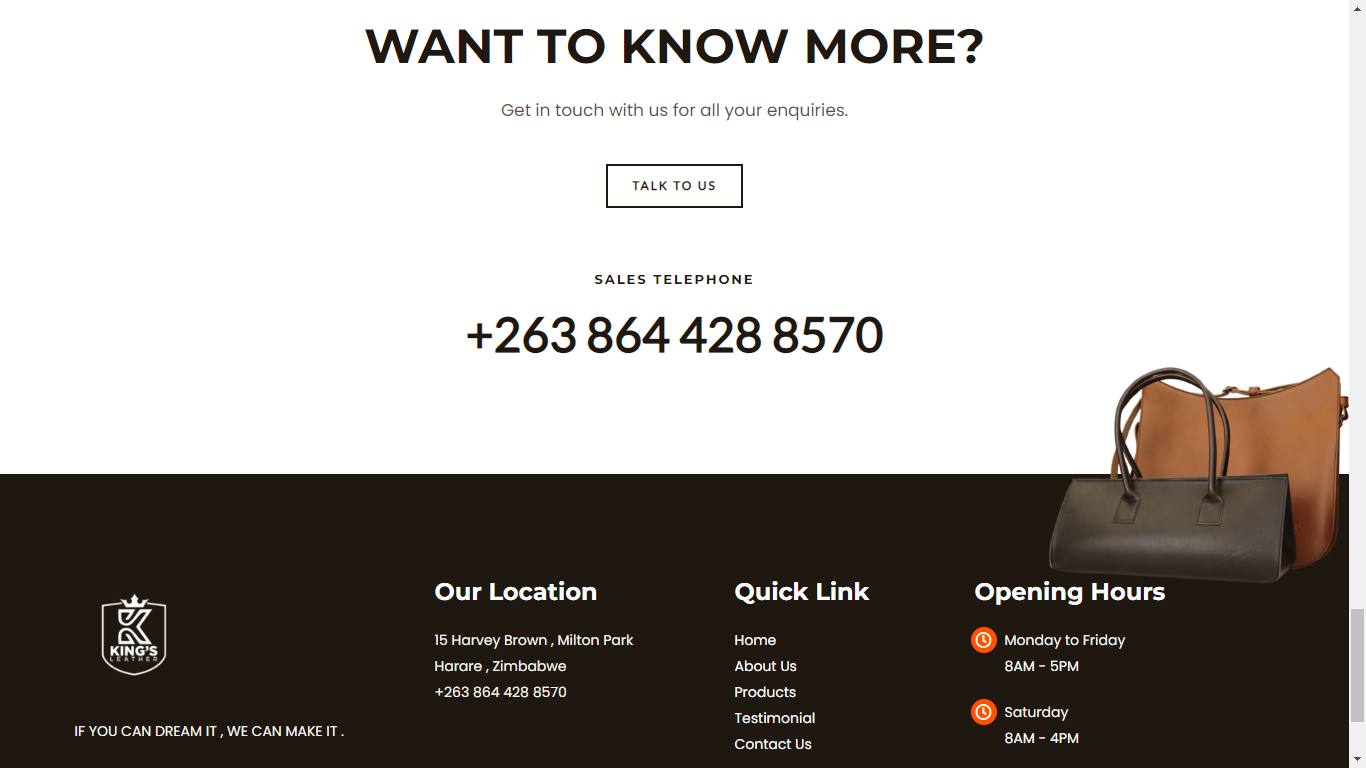 WANT TO KNOW MORE?
Get in touch with us for all your enquiries.
TALK TO US
SALES TELEPHONE
+263 864 428 8570
KING'S
LEATHER
IF YOU CAN DREAM IT , WE CAN MAKE IT .
Our Location
15 Harvey Brown , Milton Park
Harare , Zimbabwe
+263 864 428 8570
Quick Link
Home
About Us
Products
Testimonial
Contact Us
Opening Hours
Monday to Friday
8AM - 5PM
Saturday
8AM - 4PM